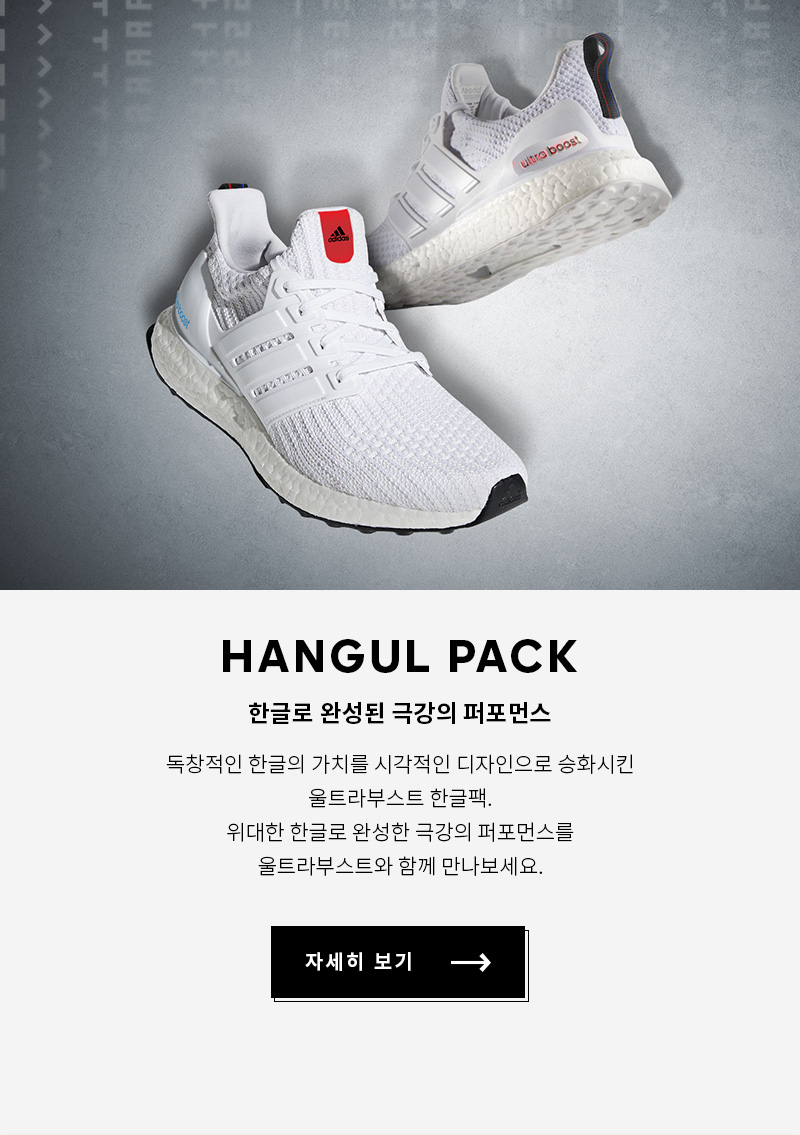 adidas
ultraboost
adidas
HANGUL PACK
한글로 완성된 극강의 퍼포먼스
독창적인 한글의 가치를 시각적인 디자인으로 승화시킨
울트라부스트 한글팩.
위대한 한글로 완성한 극강의 퍼포먼스를
울트라부스트와 함께 만나보세요.
자세히 보기